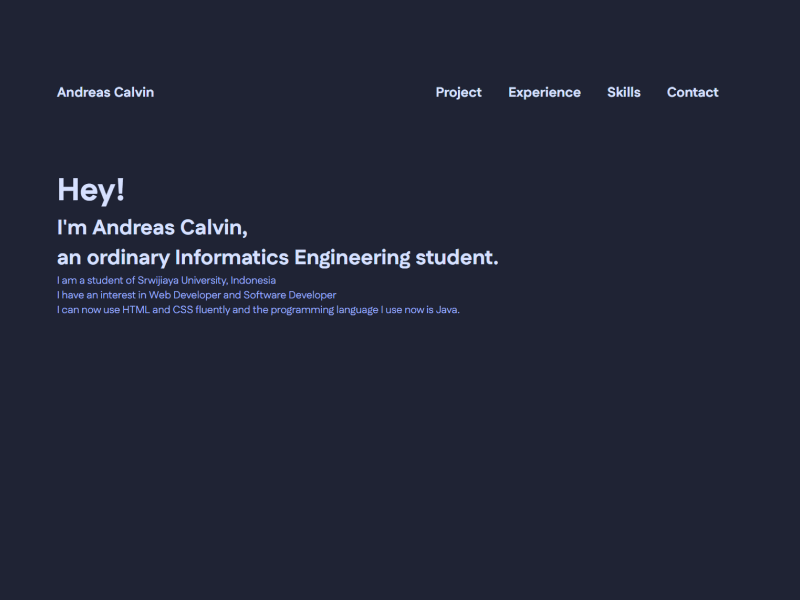 Andreas Calvin
Project Experience Skills Contact
Hey!
I'm Andreas Calvin,
an ordinary Informatics Engineering student.
I am a student of Srwijiaya University, Indonesia
I have an interest in Web Developer and Software Developer
I can now use HTML and CSS fluently and the programming language I use now is Java.